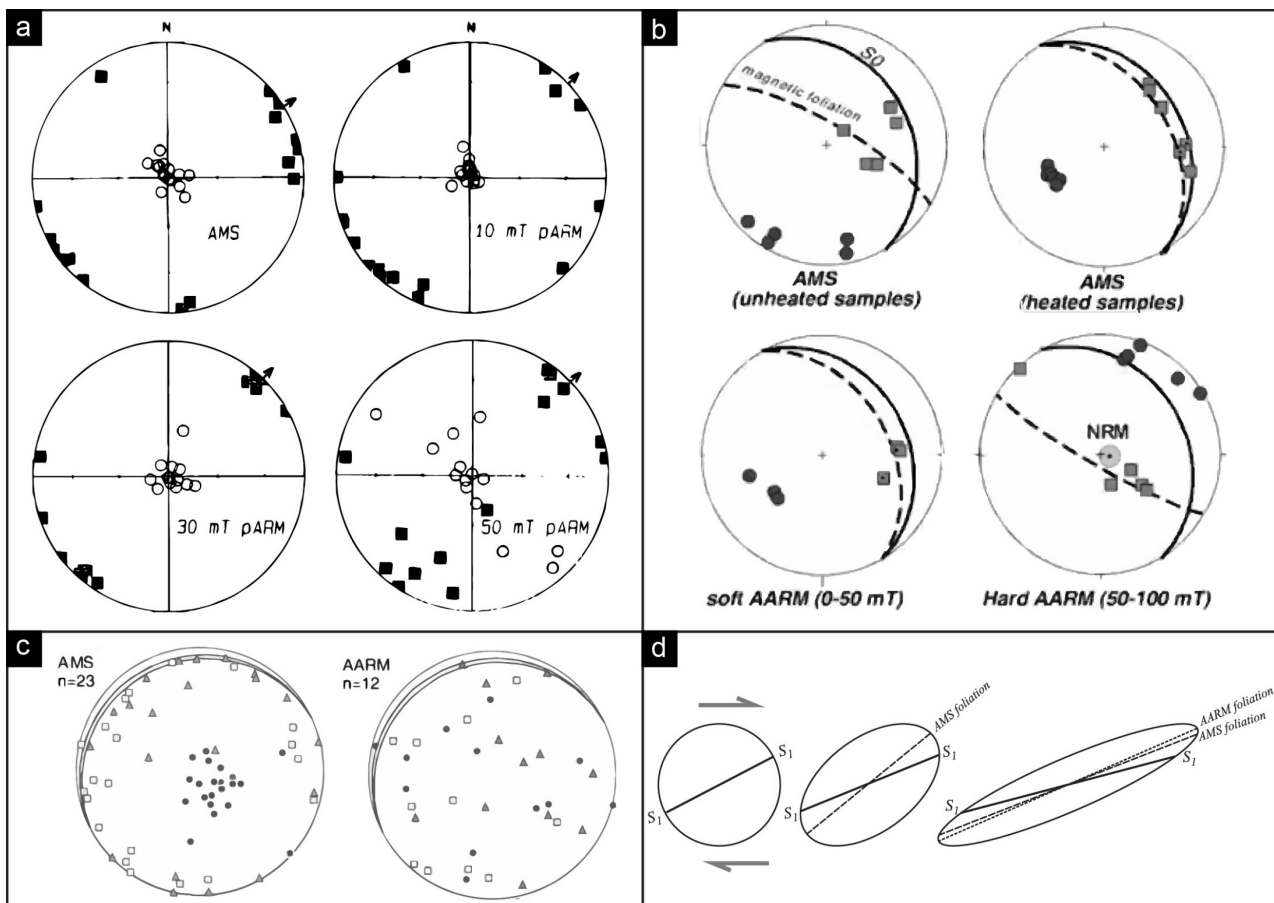 a
N
N
AMS
10 mT pARM
30 mT pARM
50 mT pARM
b
S0
magnetic foliation
AMS
(unheated samples)
AMS
(heated samples)
NRM
soft AARM (0-50 mT)
Hard AARM (50-100 mT)
c
AMS
n=23
AARM
n=12
d
S1
S1
AMS foliation
S1
S1
AARM foliation
AMS foliation
S1
S1